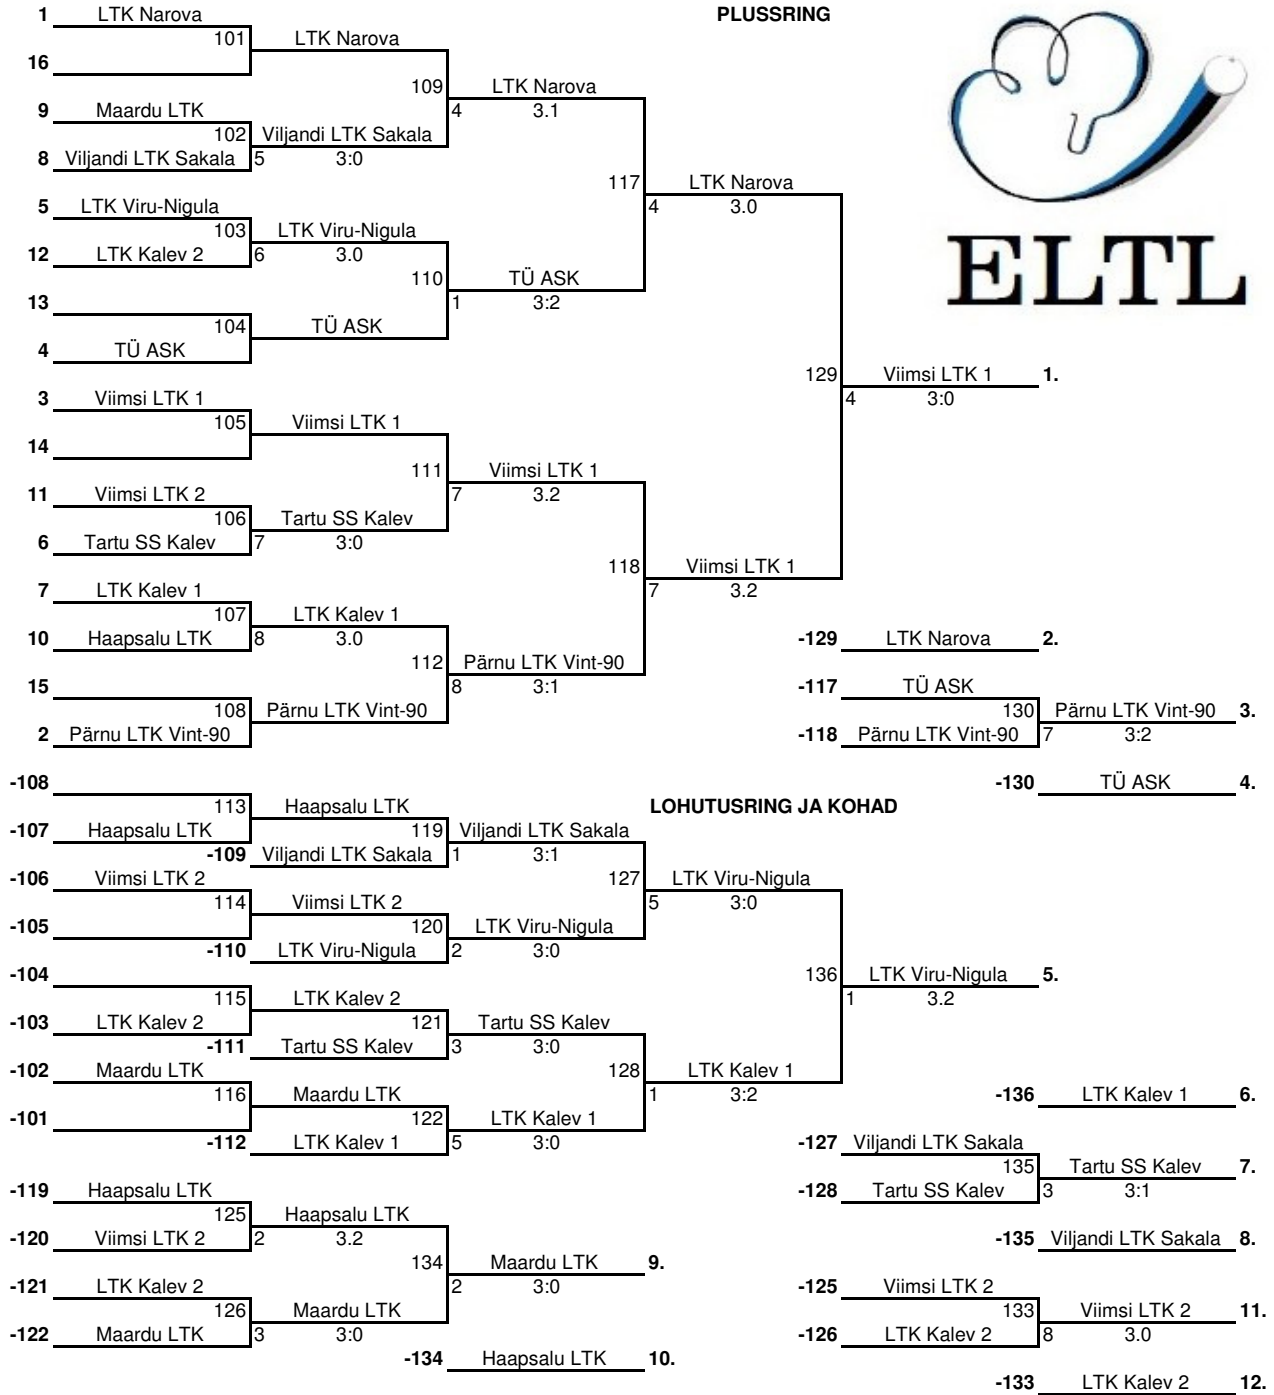 1 LTK Narova PLUSSRING
101 LTK Narova
16
109 LTK Narova
9 Maardu LTK 4 3.1
102 Viljandi LTK Sakala
8 Viljandi LTK Sakala 5 3:0
117 LTK Narova
5 LTK Viru-Nigula 4 3.0
103 LTK Viru-Nigula
12 LTK Kalev 2 6 3.0 ELTL
110 TÜ ASK
13 1 3:2
104 TÜ ASK
4 TÜ ASK
129 Viimsi LTK 1 1.
3 Viimsi LTK 1 4 3:0
105 Viimsi LTK 1
14
111 Viimsi LTK 1
11 Viimsi LTK 2 7 3.2
106 Tartu SS Kalev
6 Tartu SS Kalev 7 3:0
118 Viimsi LTK 1
7 LTK Kalev 1 7 3.2
107 LTK Kalev 1
10 Haapsalu LTK 8 3.0 -129 LTK Narova 2.
112 Pärnu LTK Vint-90
15 8 3:1 -117 TÜ ASK
108 Pärnu LTK Vint-90 130 Pärnu LTK Vint-90 3.
2 Pärnu LTK Vint-90 -118 Pärnu LTK Vint-90 7 3:2
-108 -130 TÜ ASK 4.
113 Haapsalu LTK LOHUTUSRING JA KOHAD
-107 Haapsalu LTK 119 Viljandi LTK Sakala
-109 Viljandi LTK Sakala 1 3:1
-106 Viimsi LTK 2 127 LTK Viru-Nigula
114 Viimsi LTK 2 5 3:0
-105 120 LTK Viru-Nigula
-110 LTK Viru-Nigula 2 3:0
-104 136 LTK Viru-Nigula 5.
115 LTK Kalev 2 1 3.2
-103 LTK Kalev 2 121 Tartu SS Kalev
-111 Tartu SS Kalev 3 3:0
-102 Maardu LTK 128 LTK Kalev 1
116 Maardu LTK 1 3:2 -136 LTK Kalev 1 6.
-101 122 LTK Kalev 1
-112 LTK Kalev 1 5 3:0 -127 Viljandi LTK Sakala
135 Tartu SS Kalev 7.
-119 Haapsalu LTK -128 Tartu SS Kalev 3 3:1
125 Haapsalu LTK
-120 Viimsi LTK 2 2 3.2 -135 Viljandi LTK Sakala 8.
134 Maardu LTK 9.
-121 LTK Kalev 2 2 3:0 -125 Viimsi LTK 2
126 Maardu LTK 133 Viimsi LTK 2 11.
-122 Maardu LTK 3 3:0 -126 LTK Kalev 2 8 3.0
-134 Haapsalu LTK 10.
-133 LTK Kalev 2 12.